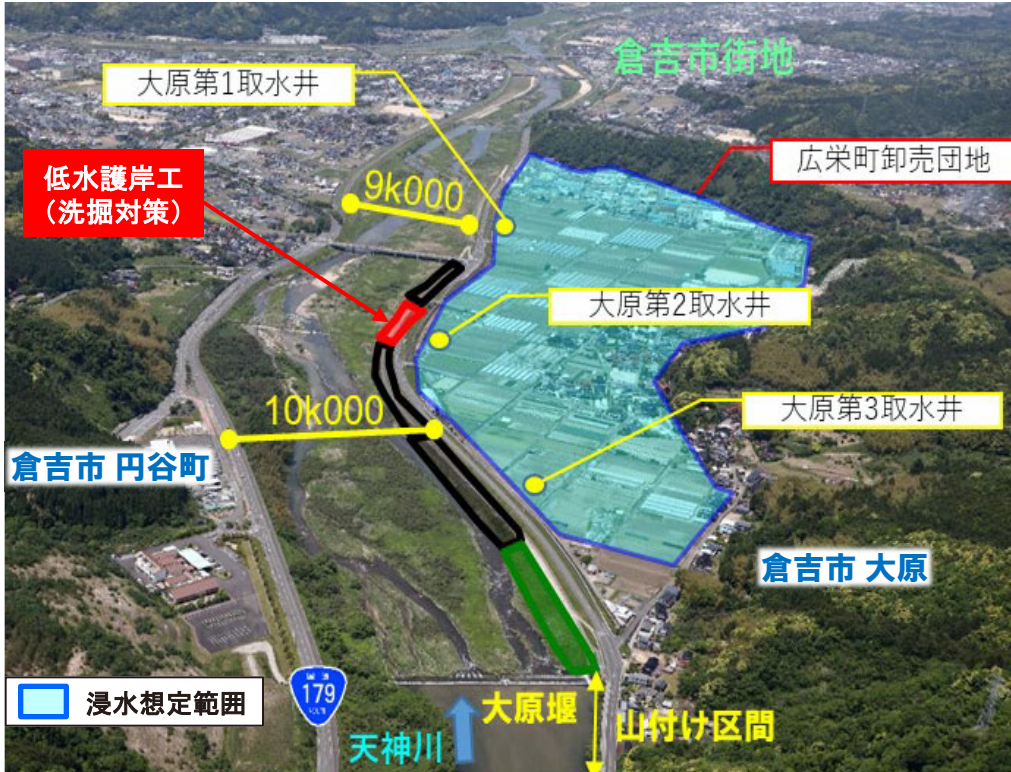 倉吉市街地
大原第1取水井
広栄町卸売団地
低水護岸工
（洗掘対策）
9k000
大原第2取水井
10k000
大原第3取水井
倉吉市 円谷町
倉吉市 大原
179
浸水想定範囲
大原堰
山付け区間
天神川